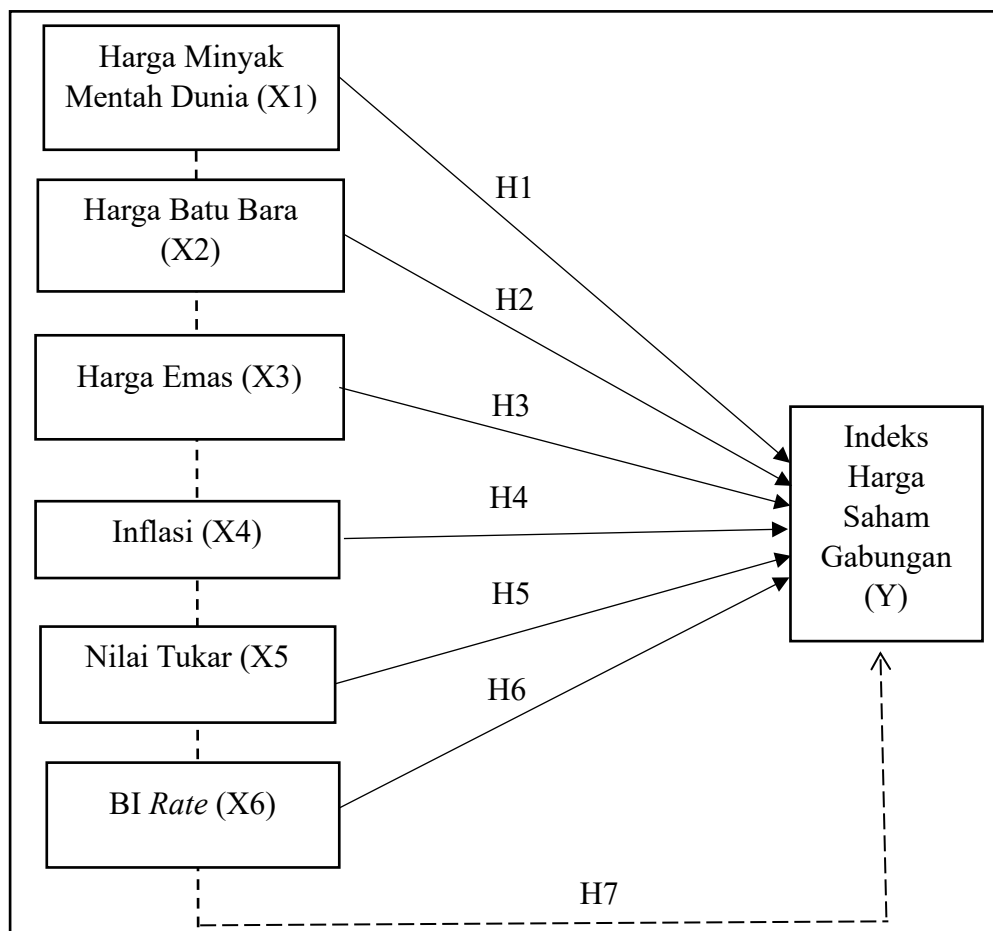 Harga Minyak
Mentah Dunia (X1)
H1
Harga Batu Bara
(X2)
H2
Harga Emas (X3)
H3
Indeks
Harga
Saham
Gabungan
(Y)
Inflasi (X4)
H4
Nilai Tukar (X5
H5
BI Rate (X6)
H6
H7